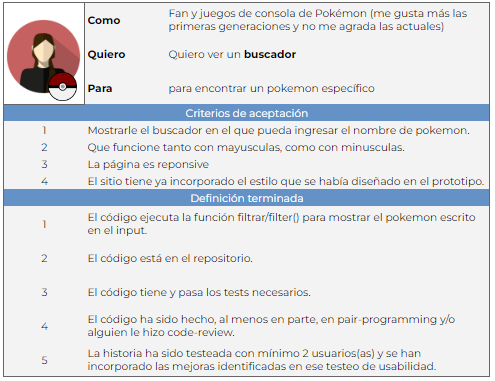 Como Fan y juegos de consola de Pokémon (me gusta más las
primeras generaciones y no me agrada las actuales)
Quiero Quiero ver un buscador
Para para encontrar un pokemon específico
Criterios de aceptación
1 Mostrarle el buscador en el que pueda ingresar el nombre de pokemon.
2 Que funcione tanto con mayusculas, como con minusculas.
3 La página es reponsive
4 El sitio tiene ya incorporado el estilo que se había diseñado en el prototipo.
Definición terminada
1 El código ejecuta la función filtrar/filter() para mostrar el pokemon escrito
en el input.
2 El código está en el repositorio.
3 El código tiene y pasa los tests necesarios.
4 El código ha sido hecho, al menos en parte, en pair-programming y/o
alguien le hizo code-review.
5 La historia ha sido testeada con mínimo 2 usuarios(as) y se han
incorporado las mejoras identificadas en ese testeo de usabilidad.